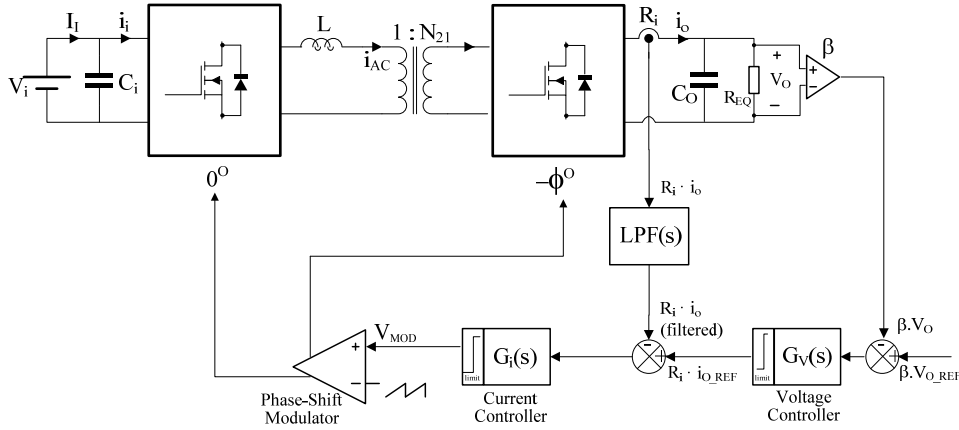 I_I
i_i
L
1 : N_21
R_i
i_o
β
V_i
C_i
i_AC
C_O
R_EQ
+
V_O
−
+
−
0^O
−ϕ^O
R_i · i_o
LPF(s)
R_i · i_o
(filtered)
β.V_O
V_MOD
+
−
limit
G_i(s)
−
+
R_i · i_O_REF
limit
G_V(s)
−
+
β.V_O_REF
Phase-Shift
Modulator
Current
Controller
Voltage
Controller